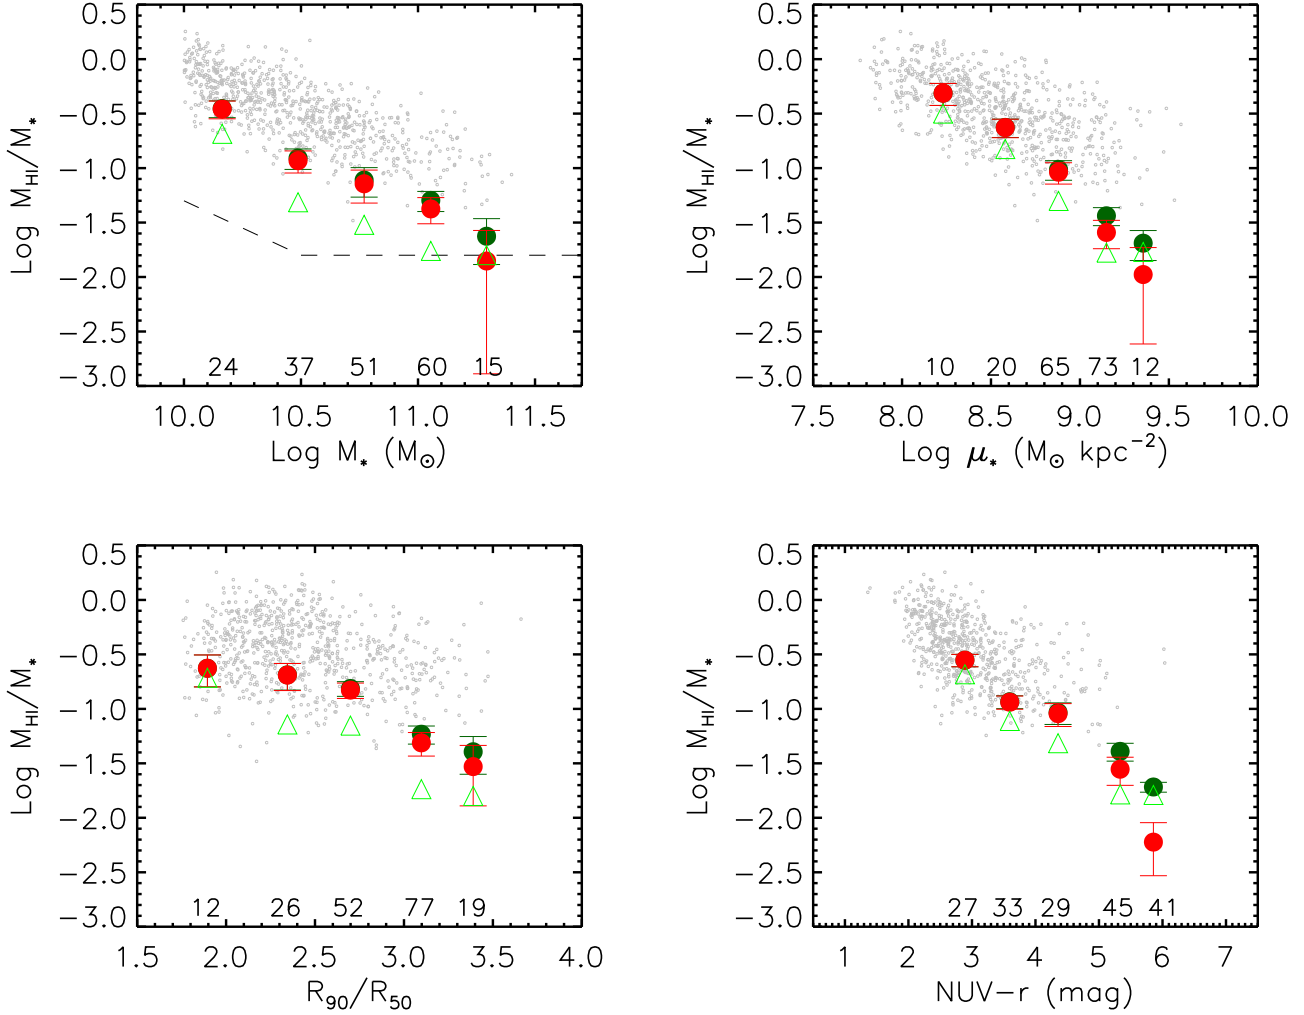 0.5
0.0
−0.5
−1.0
−1.5
−2.0
−2.5
−3.0
Log M_HI/M_*
24 37 51 60 15
10.0 10.5 11.0 11.5
Log M_* (M_⊙)
0.5
0.0
−0.5
−1.0
−1.5
−2.0
−2.5
−3.0
Log M_HI/M_*
10 20 65 73 12
7.5 8.0 8.5 9.0 9.5 10.0
Log μ_* (M_⊙ kpc⁻²)
0.5
0.0
−0.5
−1.0
−1.5
−2.0
−2.5
−3.0
Log M_HI/M_*
12 26 52 77 19
1.5 2.0 2.5 3.0 3.5 4.0
R_90/R_50
0.5
0.0
−0.5
−1.0
−1.5
−2.0
−2.5
−3.0
Log M_HI/M_*
27 33 29 45 41
1 2 3 4 5 6 7
NUV−r (mag)